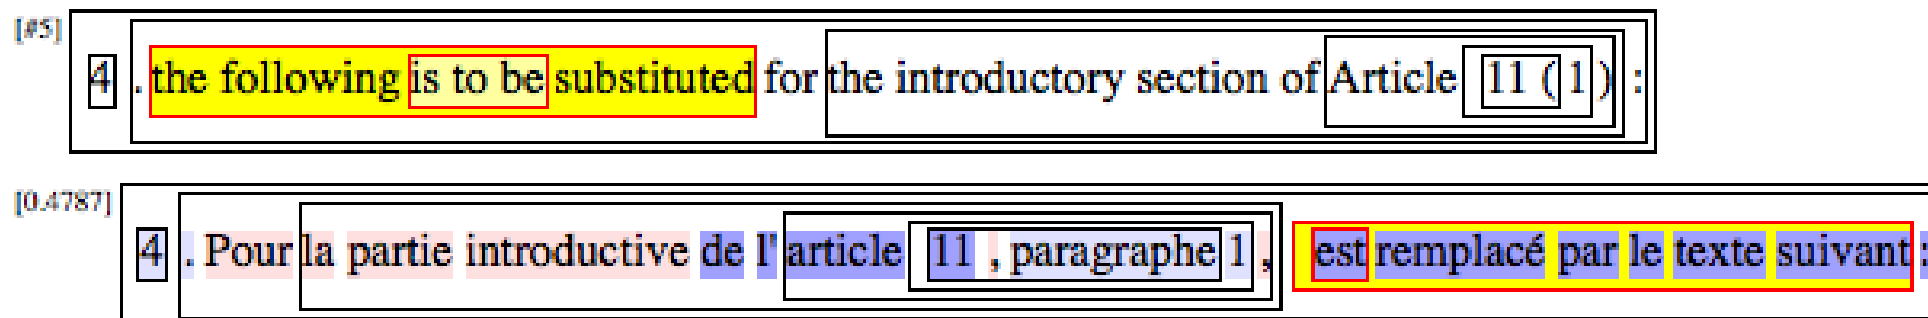 [#5] 4 . the following is to be substituted for the introductory section of Article 11 ( 1 ) :
[0.4787] 4 . Pour la partie introductive de l' article 11 , paragraphe 1 , est remplacé par le texte suivant :